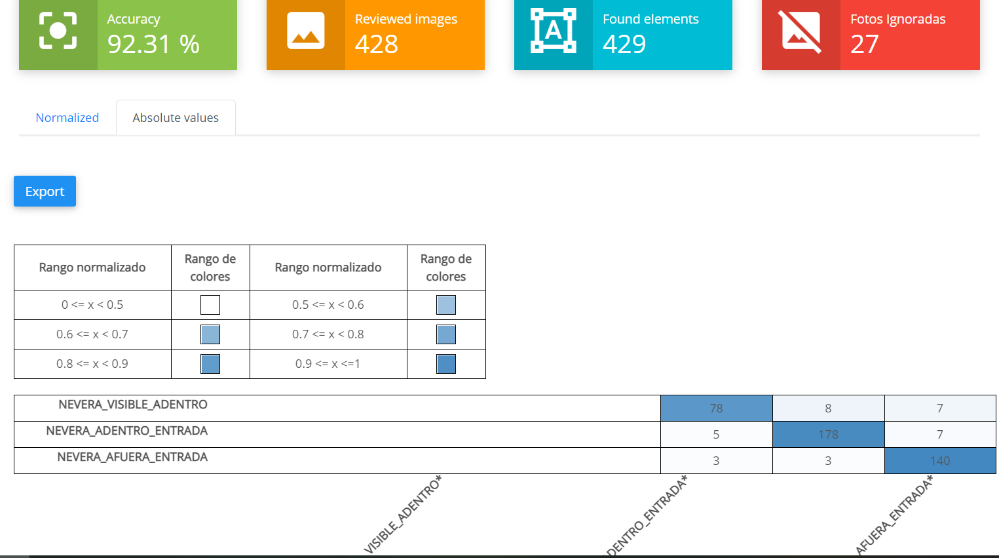 Accuracy
92.31 %
Reviewed images
428
Found elements
429
Fotos Ignoradas
27
Normalized
Absolute values
Export
Rango normalizado
Rango de
colores
Rango normalizado
Rango de
colores
0 <= x < 0.5
0.5 <= x < 0.6
0.6 <= x < 0.7
0.7 <= x < 0.8
0.8 <= x < 0.9
0.9 <= x <=1
NEVERA_VISIBLE_ADENTRO 78 8 7
NEVERA_ADENTRO_ENTRADA 5 178 7
NEVERA_AFUERA_ENTRADA 3 3 140
VISIBLE_ADENTRO*
DENTRO_ENTRADA*
AFUERA_ENTRADA*